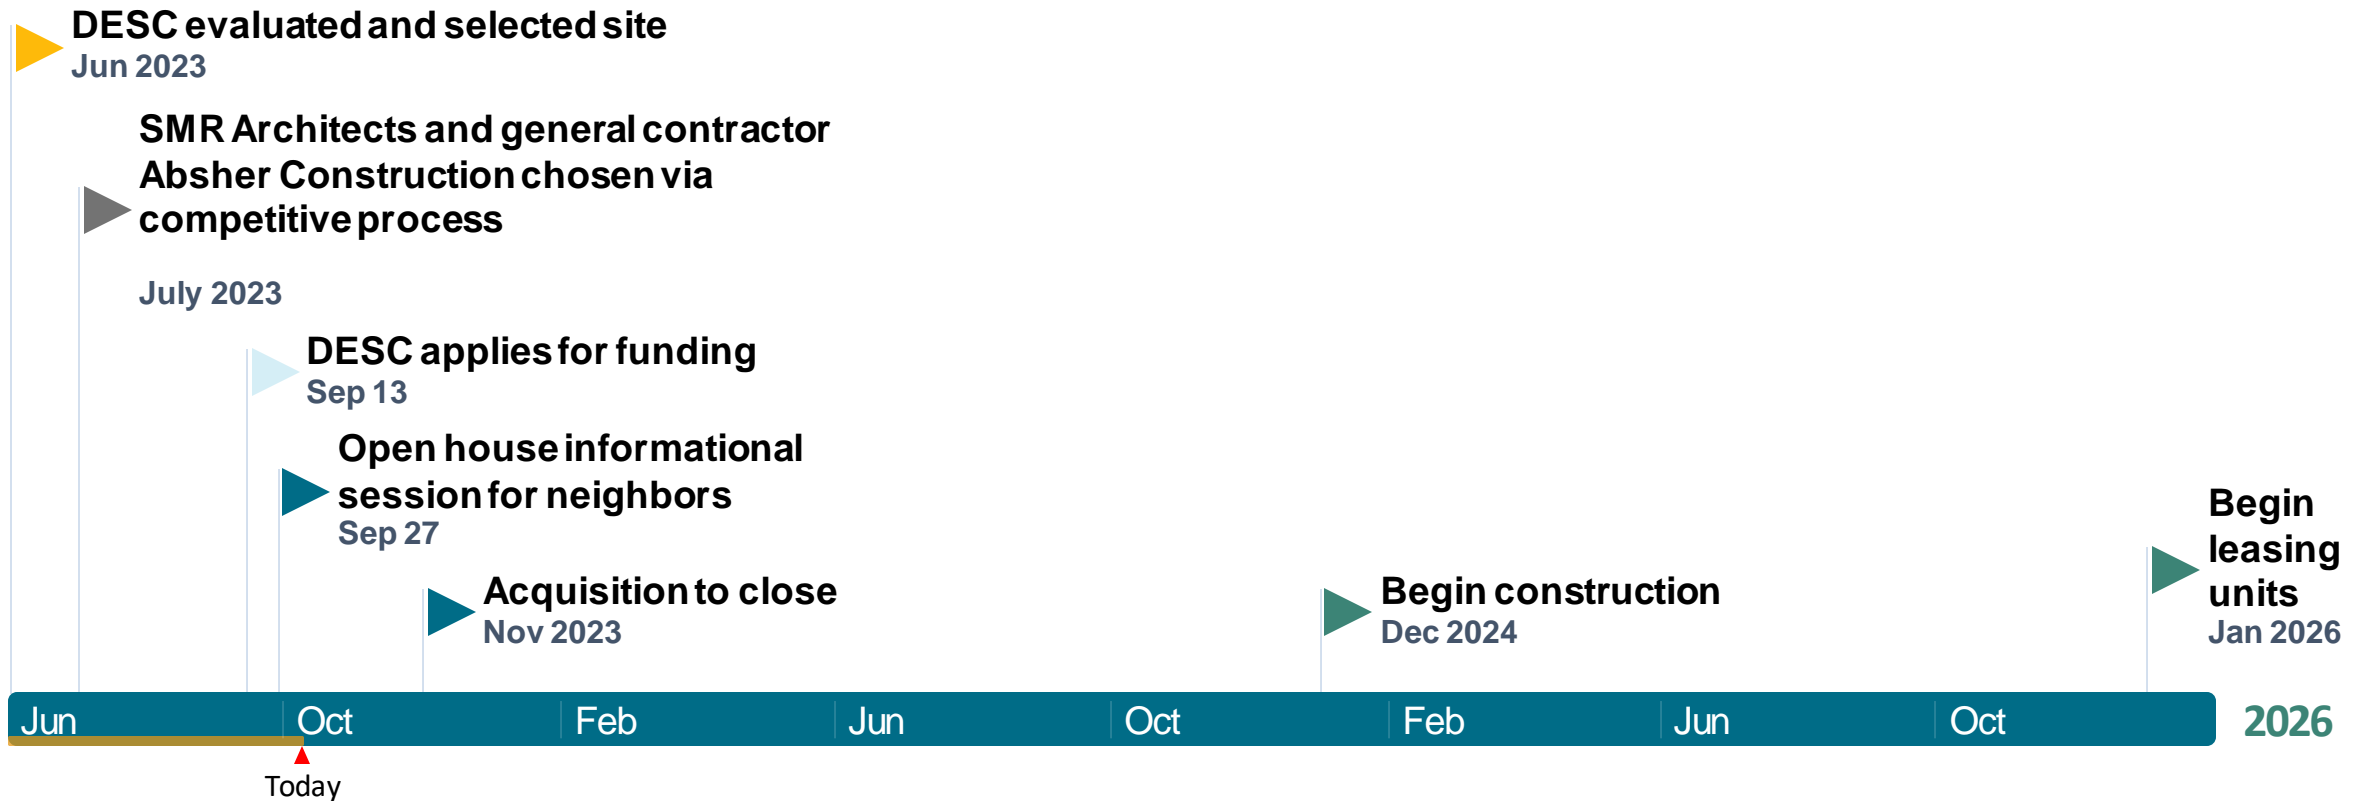 DESC evaluated and selected site
Jun 2023
SMR Architects and general contractor
Absher Construction chosen via
competitive process
July 2023
DESC applies for funding
Sep 13
Open house informational
session for neighbors
Sep 27
Acquisition to close
Nov 2023
Begin construction
Dec 2024
Begin
leasing
units
Jan 2026
Jun Oct Feb Jun Oct Feb Jun Oct 2026
Today